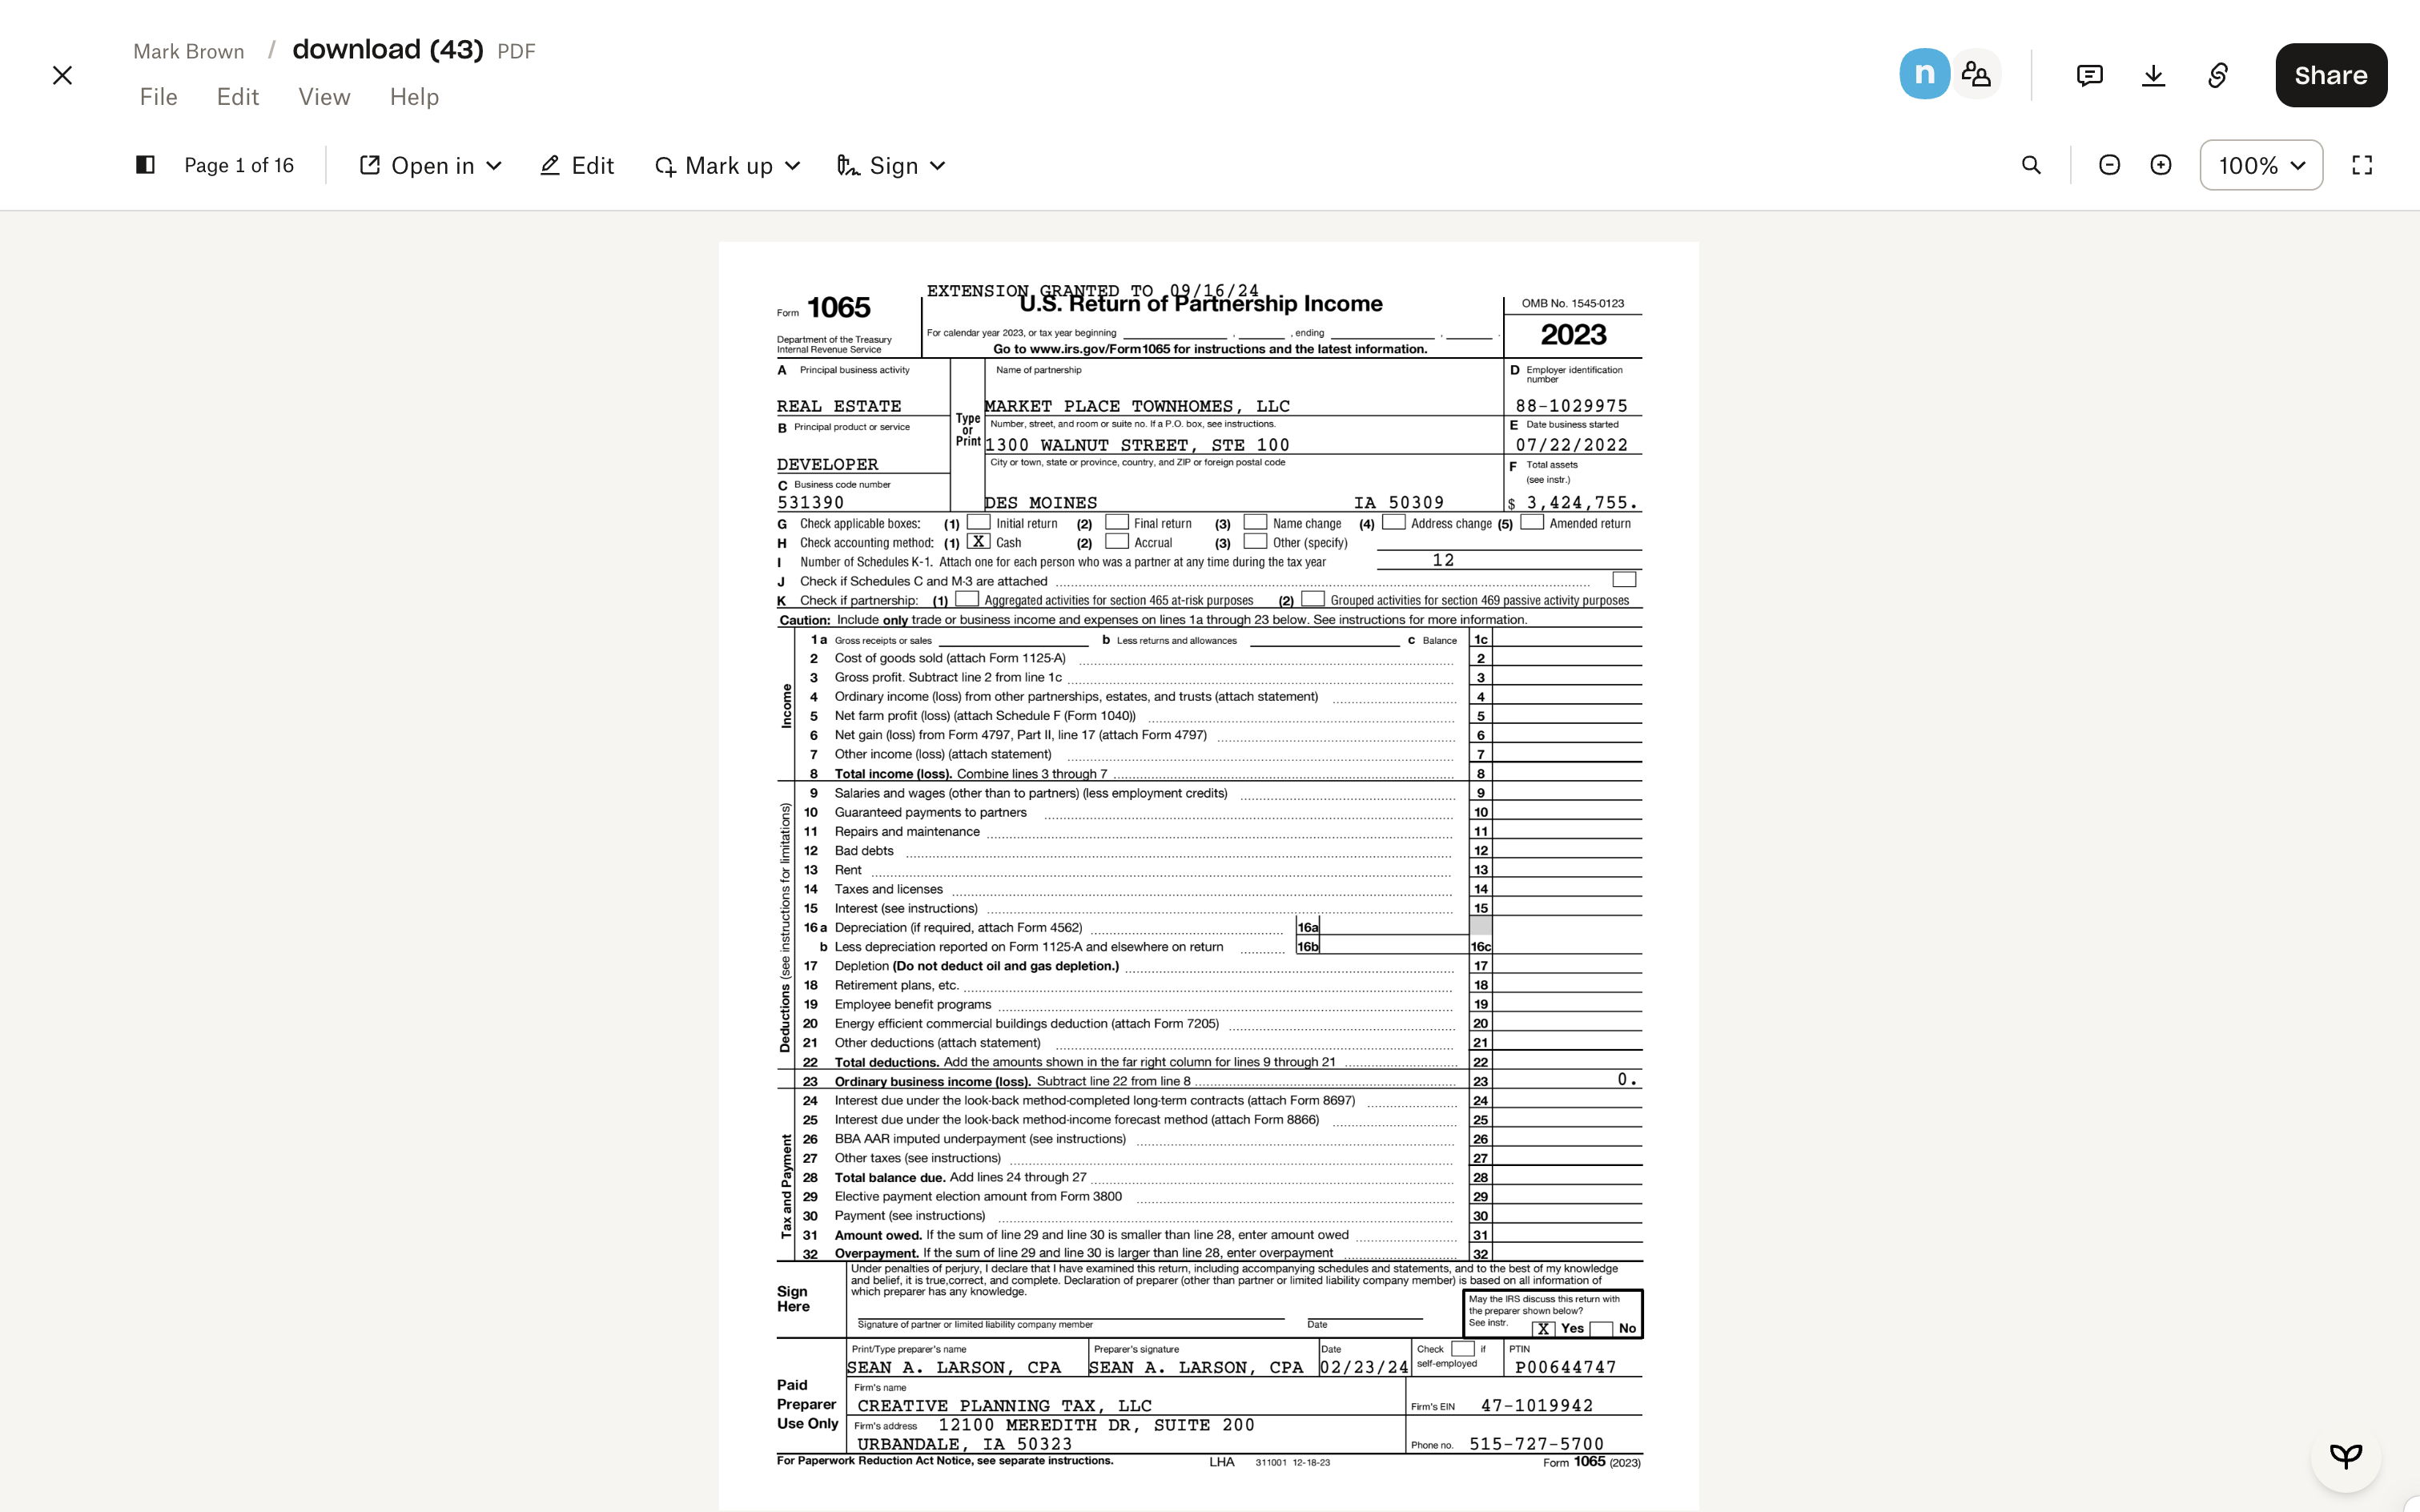 Mark Brown / download (43) PDF
File Edit View Help
n
Share
Page 1 of 16 Open in Edit Mark up Sign 100%
EXTENSION GRANTED TO 09/16/24
Form 1065 U.S. Return of Partnership Income OMB No. 1545-0123
Department of the Treasury
Internal Revenue Service
For calendar year 2023, or tax year beginning , , ending , .
Go to www.irs.gov/Form1065 for instructions and the latest information.
2023
A Principal business activity
REAL ESTATE
B Principal product or service
DEVELOPER
C Business code number
531390
Type
or
Print
Name of partnership
MARKET PLACE TOWNHOMES, LLC
Number, street, and room or suite no. If a P.O. box, see instructions.
1300 WALNUT STREET, STE 100
City or town, state or province, country, and ZIP or foreign postal code
DES MOINES IA 50309
D Employer identification
number
88-1029975
E Date business started
07/22/2022
F Total assets
(see instr.)
$ 3,424,755.
G Check applicable boxes: (1) Initial return (2) Final return (3) Name change (4) Address change (5) Amended return
H Check accounting method: (1) X Cash (2) Accrual (3) Other (specify)
I Number of Schedules K-1. Attach one for each person who was a partner at any time during the tax year 12
J Check if Schedules C and M-3 are attached
K Check if partnership: (1) Aggregated activities for section 465 at-risk purposes (2) Grouped activities for section 469 passive activity purposes
Caution: Include only trade or business income and expenses on lines 1a through 23 below. See instructions for more information.
Income
1a Gross receipts or sales b Less returns and allowances c Balance 1c
2 Cost of goods sold (attach Form 1125-A) 2
3 Gross profit. Subtract line 2 from line 1c 3
4 Ordinary income (loss) from other partnerships, estates, and trusts (attach statement) 4
5 Net farm profit (loss) (attach Schedule F (Form 1040)) 5
6 Net gain (loss) from Form 4797, Part II, line 17 (attach Form 4797) 6
7 Other income (loss) (attach statement) 7
8 Total income (loss). Combine lines 3 through 7 8
Deductions (see instructions for limitations)
9 Salaries and wages (other than to partners) (less employment credits) 9
10 Guaranteed payments to partners 10
11 Repairs and maintenance 11
12 Bad debts 12
13 Rent 13
14 Taxes and licenses 14
15 Interest (see instructions) 15
16a Depreciation (if required, attach Form 4562) 16a
b Less depreciation reported on Form 1125-A and elsewhere on return 16b 16c
17 Depletion (Do not deduct oil and gas depletion.) 17
18 Retirement plans, etc. 18
19 Employee benefit programs 19
20 Energy efficient commercial buildings deduction (attach Form 7205) 20
21 Other deductions (attach statement) 21
22 Total deductions. Add the amounts shown in the far right column for lines 9 through 21 22
23 Ordinary business income (loss). Subtract line 22 from line 8 23 0.
Tax and Payment
24 Interest due under the look-back method-completed long-term contracts (attach Form 8697) 24
25 Interest due under the look-back method-income forecast method (attach Form 8866) 25
26 BBA AAR imputed underpayment (see instructions) 26
27 Other taxes (see instructions) 27
28 Total balance due. Add lines 24 through 27 28
29 Elective payment election amount from Form 3800 29
30 Payment (see instructions) 30
31 Amount owed. If the sum of line 29 and line 30 is smaller than line 28, enter amount owed 31
32 Overpayment. If the sum of line 29 and line 30 is larger than line 28, enter overpayment 32
Sign
Here
Under penalties of perjury, I declare that I have examined this return, including accompanying schedules and statements, and to the best of my knowledge
and belief, it is true,correct, and complete. Declaration of preparer (other than partner or limited liability company member) is based on all information of
which preparer has any knowledge.
Signature of partner or limited liability company member Date
May the IRS discuss this return with
the preparer shown below?
See instr. X Yes No
Paid
Preparer
Use Only
Print/Type preparer's name Preparer's signature Date Check if PTIN
SEAN A. LARSON, CPA SEAN A. LARSON, CPA 02/23/24 self-employed P00644747
Firm's name
CREATIVE PLANNING TAX, LLC Firm's EIN 47-1019942
Firm's address 12100 MEREDITH DR, SUITE 200
URBANDALE, IA 50323 Phone no. 515-727-5700
For Paperwork Reduction Act Notice, see separate instructions. LHA 311001 12-18-23 Form 1065 (2023)